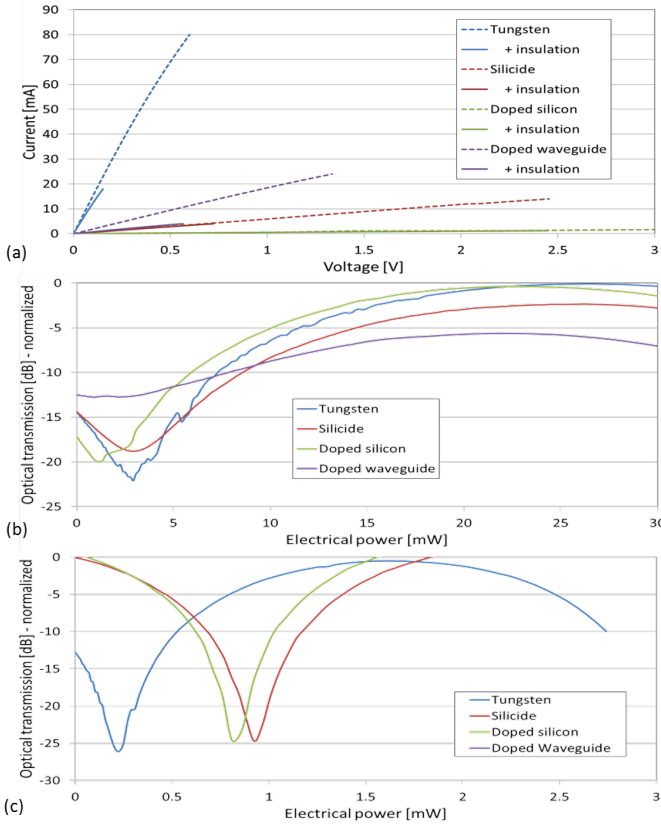 90
80
70
60
50
40
30
20
10
0
Current [mA]
Tungsten
+ insulation
Silicide
+ insulation
Doped silicon
+ insulation
Doped waveguide
+ insulation
0 0.5 1 1.5 2 2.5 3
Voltage [V]
(a)
0
-5
-10
-15
-20
-25
Optical transmission [dB] - normalized
Tungsten
Silicide
Doped silicon
Doped waveguide
0 5 10 15 20 25 30
Electrical power [mW]
(b)
0
-5
-10
-15
-20
-25
-30
Optical transmission [dB] - normalized
Tungsten
Silicide
Doped silicon
Doped Waveguide
0 0.5 1 1.5 2 2.5 3
Electrical power [mW]
(c)